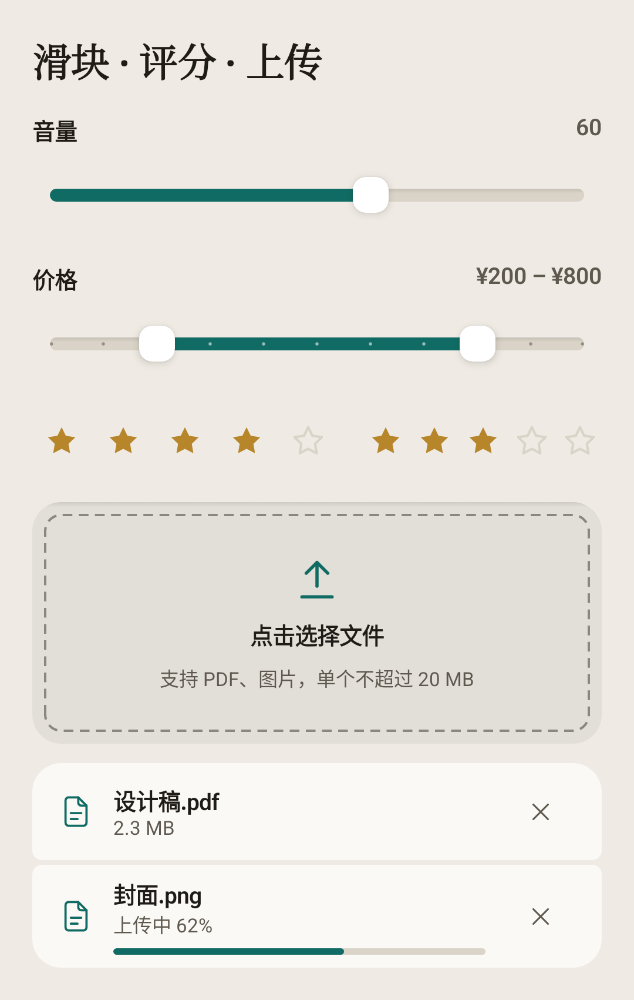 滑块 · 评分 · 上传
音量
60
价格
¥200 – ¥800
点击选择文件
支持 PDF、图片，单个不超过 20 MB
设计稿.pdf
2.3 MB
封面.png
上传中 62%